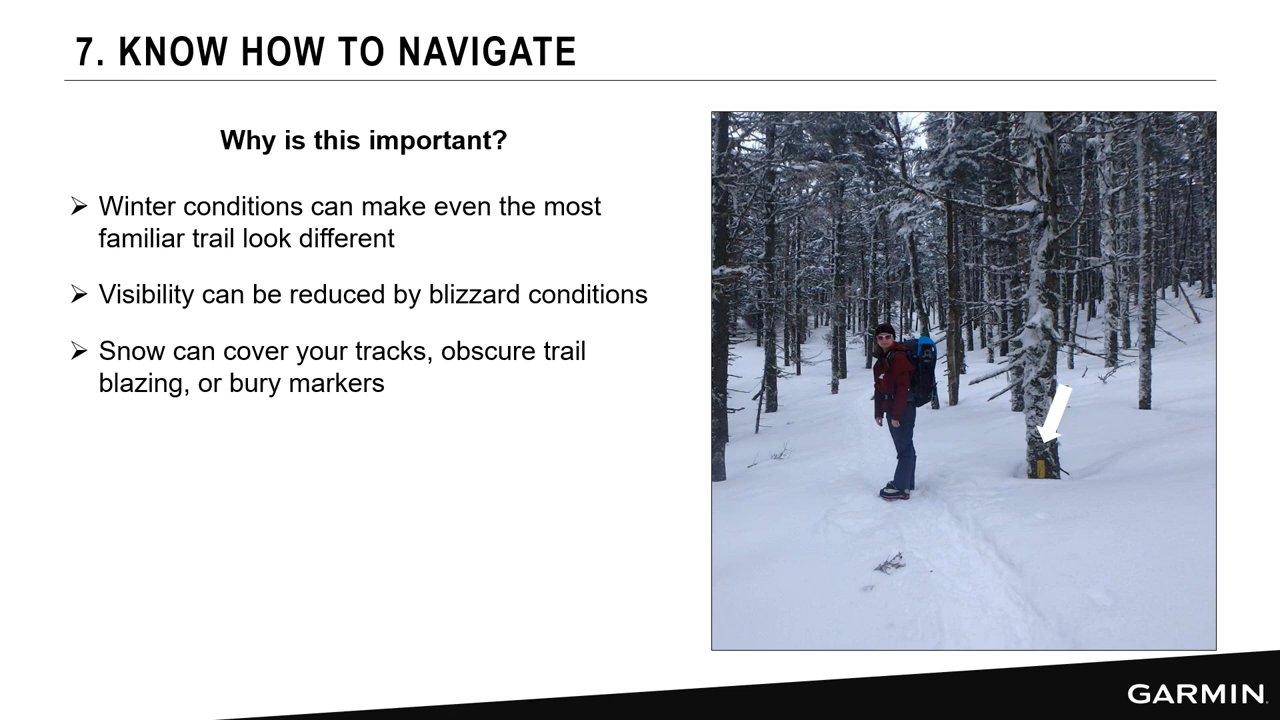 7. KNOW HOW TO NAVIGATE
Why is this important?
➢ Winter conditions can make even the most
familiar trail look different
➢ Visibility can be reduced by blizzard conditions
➢ Snow can cover your tracks, obscure trail
blazing, or bury markers
GARMIN